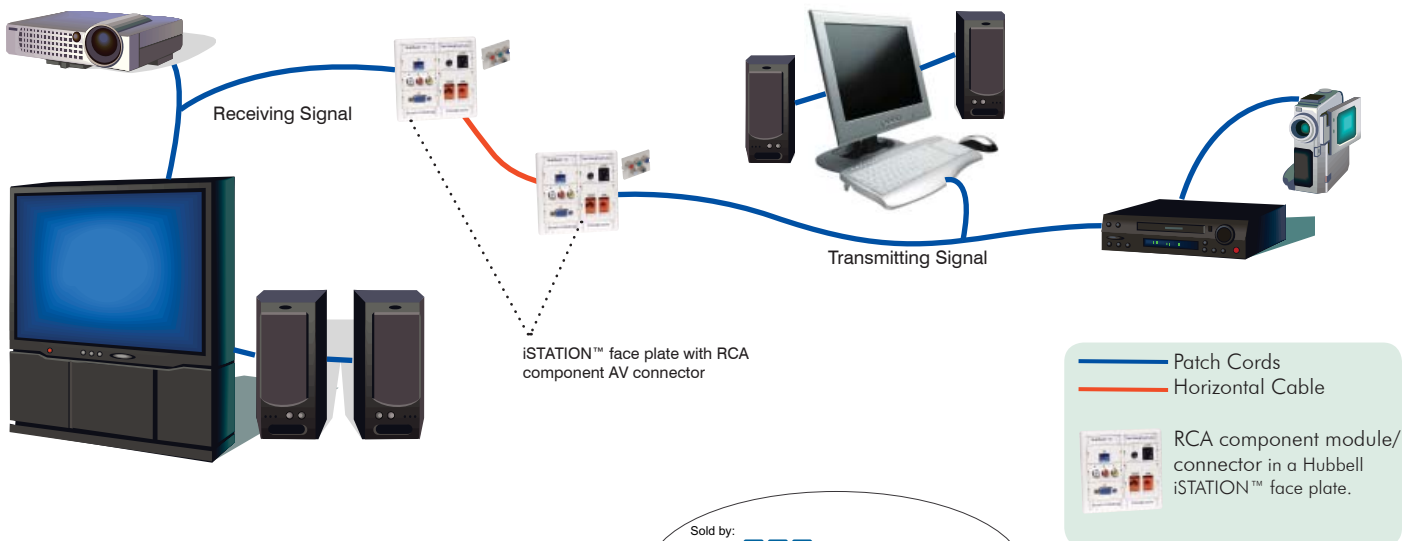 Receiving Signal
Transmitting Signal
iSTATION™ face plate with RCA
component AV connector
Patch Cords
Horizontal Cable
RCA component module/
connector in a Hubbell
iSTATION™ face plate.
Sold by: